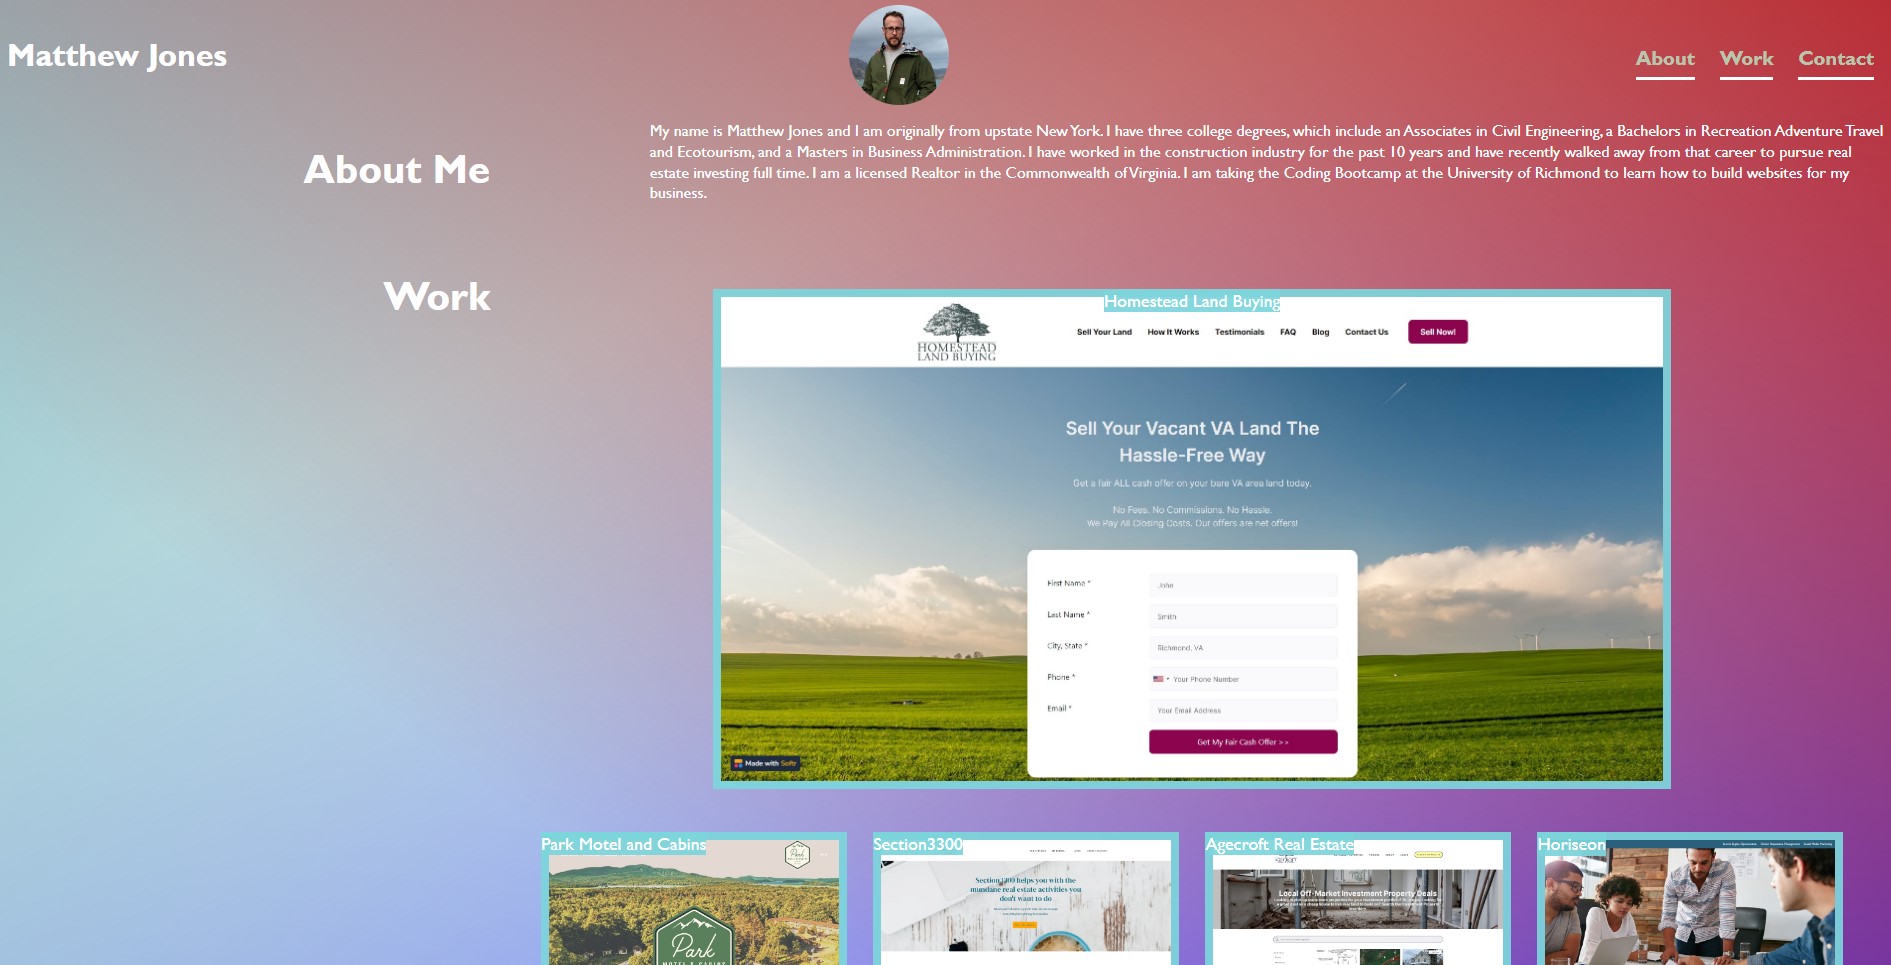 Matthew Jones
About Work Contact
About Me
My name is Matthew Jones and I am originally from upstate New York. I have three college degrees, which include an Associates in Civil Engineering, a Bachelors in Recreation Adventure Travel
and Ecotourism, and a Masters in Business Administration. I have worked in the construction industry for the past 10 years and have recently walked away from that career to pursue real
estate investing full time. I am a licensed Realtor in the Commonwealth of Virginia. I am taking the Coding Bootcamp at the University of Richmond to learn how to build websites for my
business.
Work
Homestead Land Buying
HOMESTEAD
LAND BUYING
Sell Your Land How It Works Testimonials FAQ Blog Contact Us Sell Now!
Sell Your Vacant VA Land The
Hassle-Free Way
Get a fair ALL cash offer on your bare VA area land today.
No Fees. No Commissions. No Hassle.
We Pay All Closing Costs. Our offers are net offers!
First Name * John
Last Name * Smith
City, State * Richmond, VA
Phone * Your Phone Number
Email * Your Email Address
Get My Fair Cash Offer > >
Made with Softr
Park Motel and Cabins
Park
Park
MOTEL & CABINS
Section3300
Section3300 helps you with the
mundane real estate activities you
don't want to do
Agecroft Real Estate
Local Off-Market Investment Property Deals
Horiseon